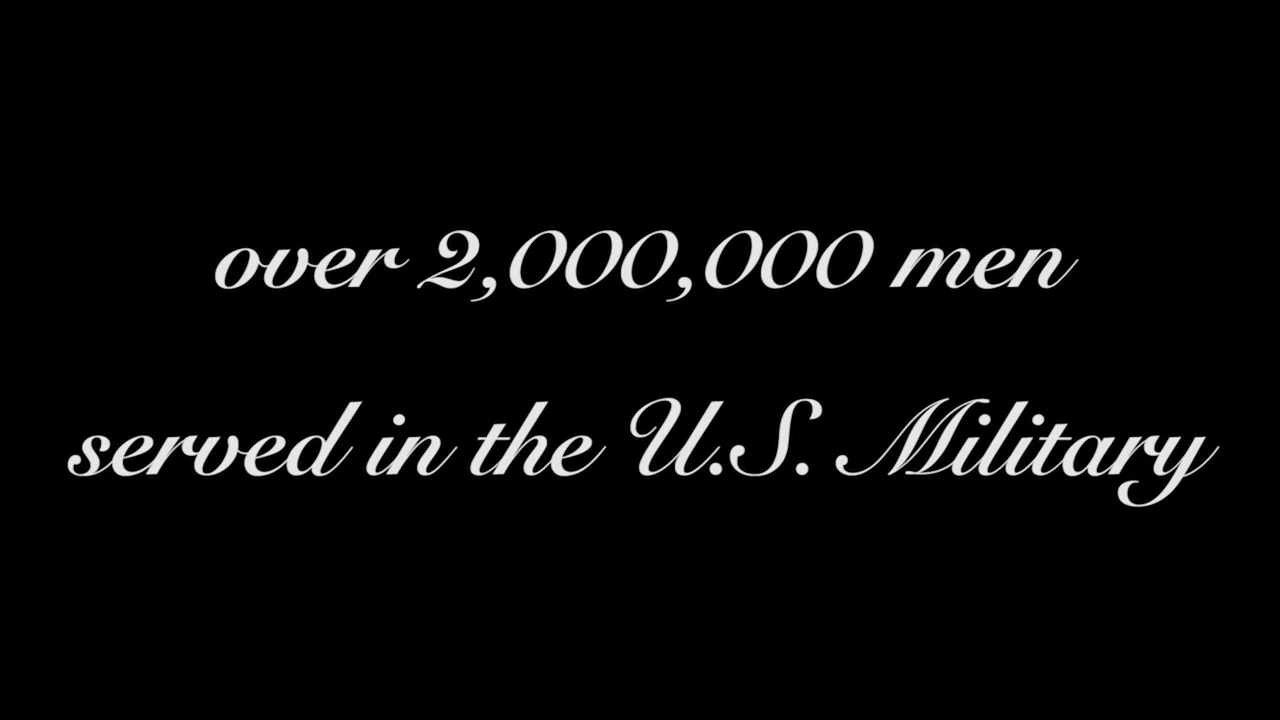 over 2,000,000 men
served in the U.S. Military